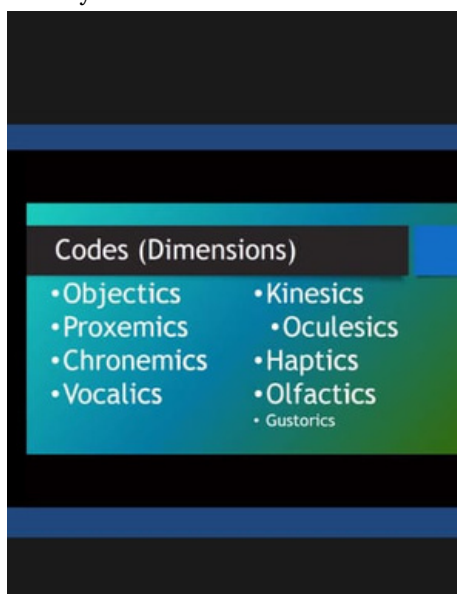 Codes (Dimensions)
•Objectics
•Proxemics
•Chronemics
•Vocalics
•Kinesics
•Oculesics
•Haptics
•Olfactics
• Gustorics